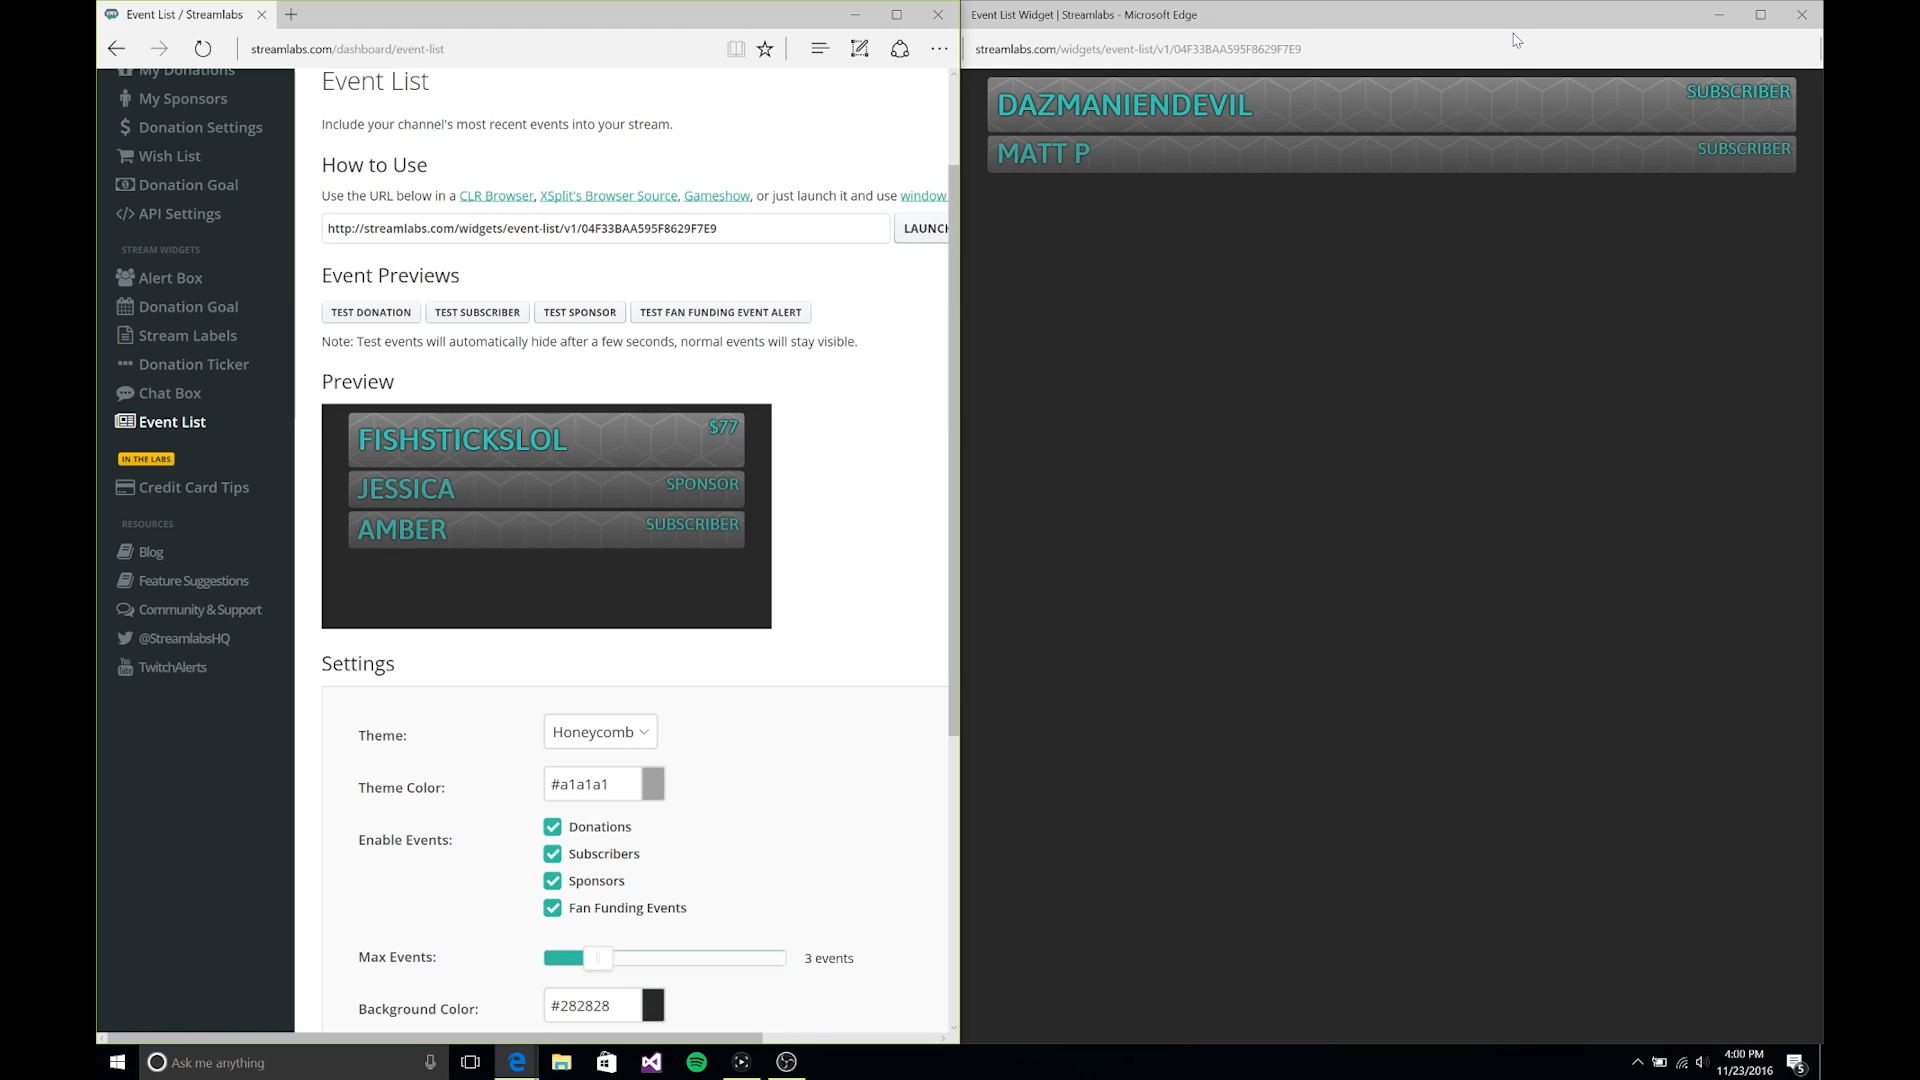 Event List / Streamlabs
streamlabs.com/dashboard/event-list
My Donations
My Sponsors
Donation Settings
Wish List
Donation Goal
API Settings
STREAM WIDGETS
Alert Box
Donation Goal
Stream Labels
Donation Ticker
Chat Box
Event List
IN THE LABS
Credit Card Tips
RESOURCES
Blog
Feature Suggestions
Community & Support
@StreamlabsHQ
TwitchAlerts
Event List
Include your channel's most recent events into your stream.
How to Use
Use the URL below in a CLR Browser, XSplit's Browser Source, Gameshow, or just launch it and use window
http://streamlabs.com/widgets/event-list/v1/04F33BAA595F8629F7E9
LAUNCH
Event Previews
TEST DONATION
TEST SUBSCRIBER
TEST SPONSOR
TEST FAN FUNDING EVENT ALERT
Note: Test events will automatically hide after a few seconds, normal events will stay visible.
Preview
FISHSTICKSLOL
$77
JESSICA
SPONSOR
AMBER
SUBSCRIBER
Settings
Theme:
Honeycomb
Theme Color:
#a1a1a1
Enable Events:
Donations
Subscribers
Sponsors
Fan Funding Events
Max Events:
3 events
Background Color:
#282828
Event List Widget | Streamlabs - Microsoft Edge
streamlabs.com/widgets/event-list/v1/04F33BAA595F8629F7E9
DAZMANIENDEVIL
SUBSCRIBER
MATT P
SUBSCRIBER
Ask me anything
4:00 PM
11/23/2016
5